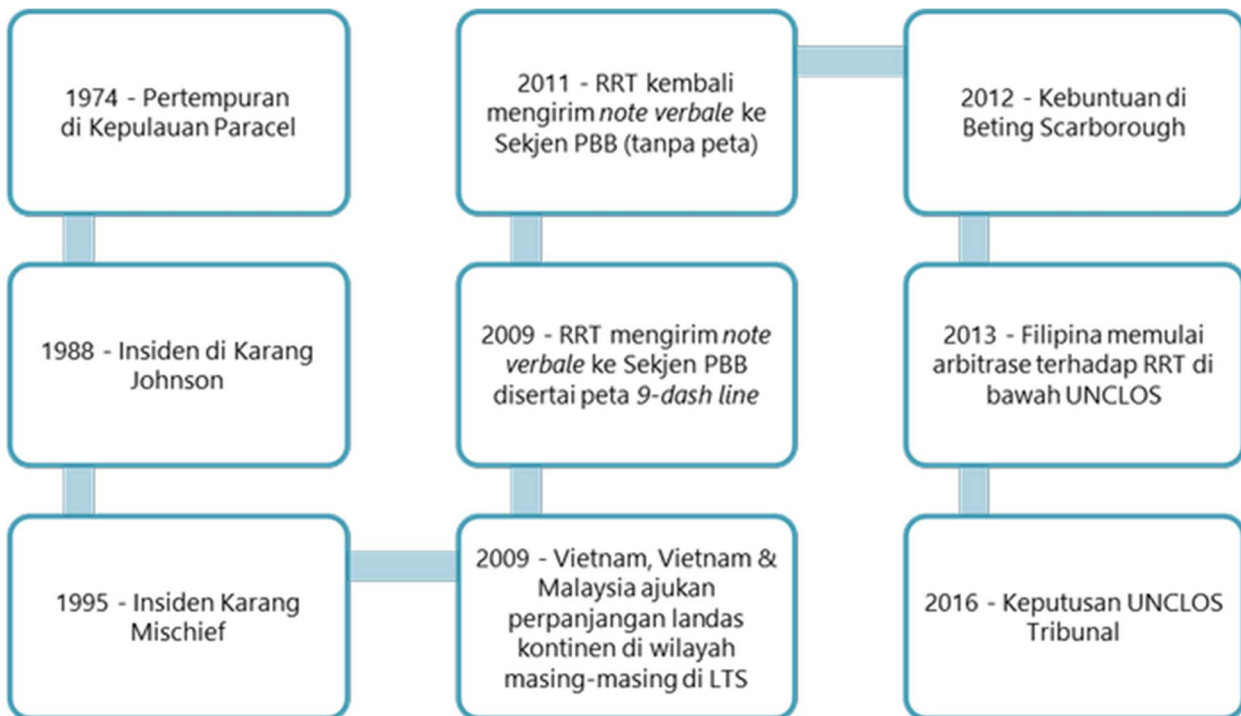 1974 - Pertempuran
di Kepulauan Paracel
1988 - Insiden di Karang
Johnson
1995 - Insiden Karang
Mischief
2009 - Vietnam, Vietnam &
Malaysia ajukan
perpanjangan landas
kontinen di wilayah
masing-masing di LTS
2009 - RRT mengirim note
verbale ke Sekjen PBB
disertai peta 9-dash line
2011 - RRT kembali
mengirim note verbale ke
Sekjen PBB (tanpa peta)
2012 - Kebuntuan di
Beting Scarborough
2013 - Filipina memulai
arbitrase terhadap RRT di
bawah UNCLOS
2016 - Keputusan UNCLOS
Tribunal